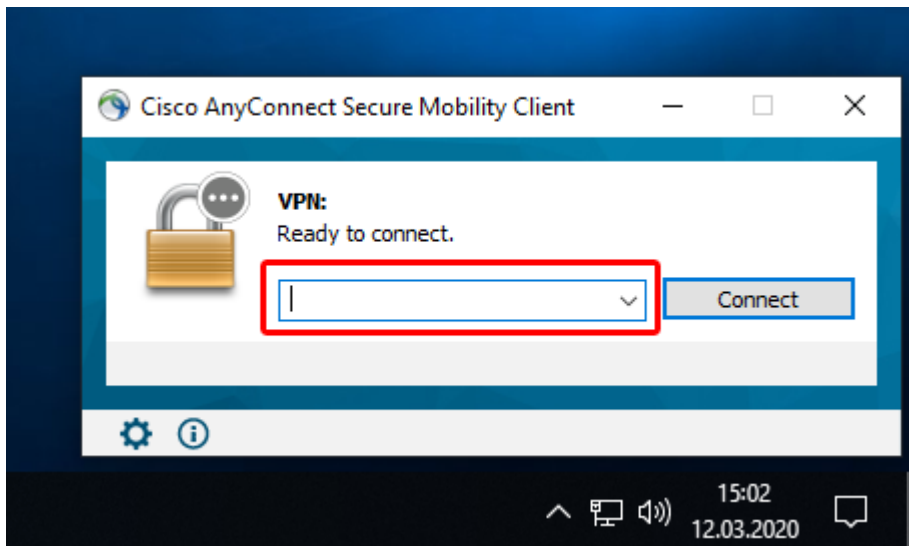 Cisco AnyConnect Secure Mobility Client
VPN:
Ready to connect.
Connect
15:02
12.03.2020